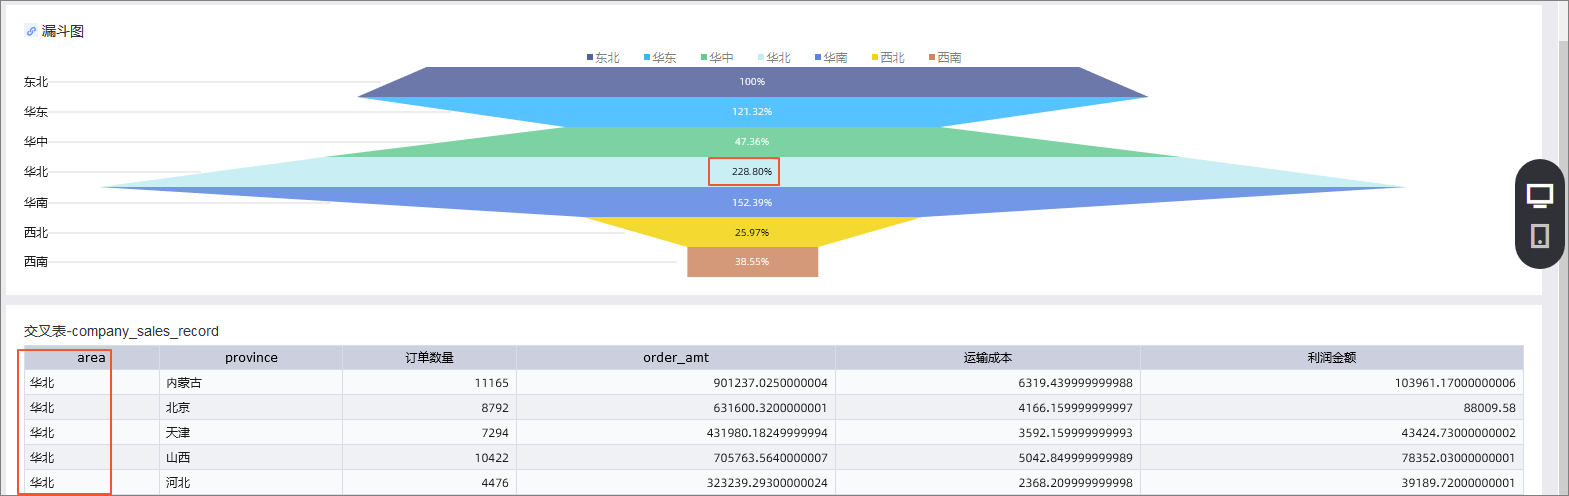 漏斗图
东北 华东 华中 华北 华南 西北 西南
东北 100%
华东 121.32%
华中 47.36%
华北 228.80%
华南 152.39%
西北 25.97%
西南 38.55%
交叉表-company_sales_record
area province 订单数量 order_amt 运输成本 利润金额
华北 内蒙古 11165 901237.0250000004 6319.439999999988 103961.17000000006
华北 北京 8792 631600.3200000001 4166.159999999997 88009.58
华北 天津 7294 431980.18249999994 3592.159999999993 43424.73000000002
华北 山西 10422 705763.5640000007 5042.849999999989 78352.03000000001
华北 河北 4476 323239.29300000024 2368.209999999998 39189.72000000001